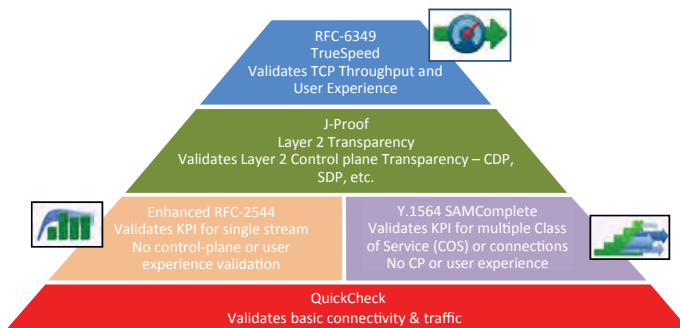 RFC-6349
TrueSpeed
Validates TCP Throughput and
User Experience
J-Proof
Layer 2 Transparency
Validates Layer 2 Control plane Transparency – CDP,
SDP, etc.
Enhanced RFC-2544
Validates KPI for single stream
No control-plane or user
experience validation
Y.1564 SAMComplete
Validates KPI for multiple Class
of Service (COS) or connections
No CP or user experience
QuickCheck
Validates basic connectivity & traffic